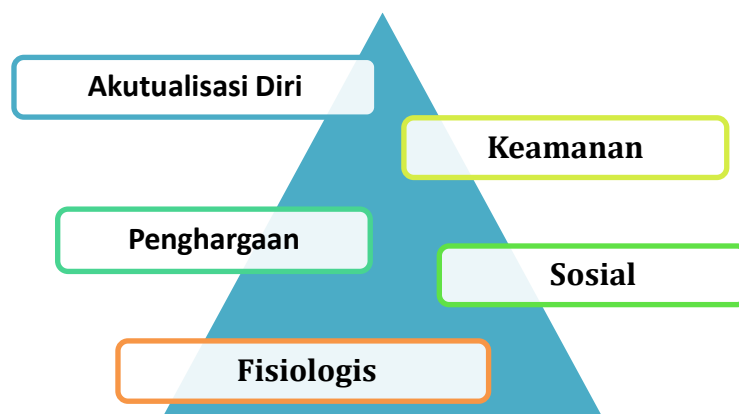 Akutualisasi Diri
Keamanan
Penghargaan
Sosial
Fisiologis